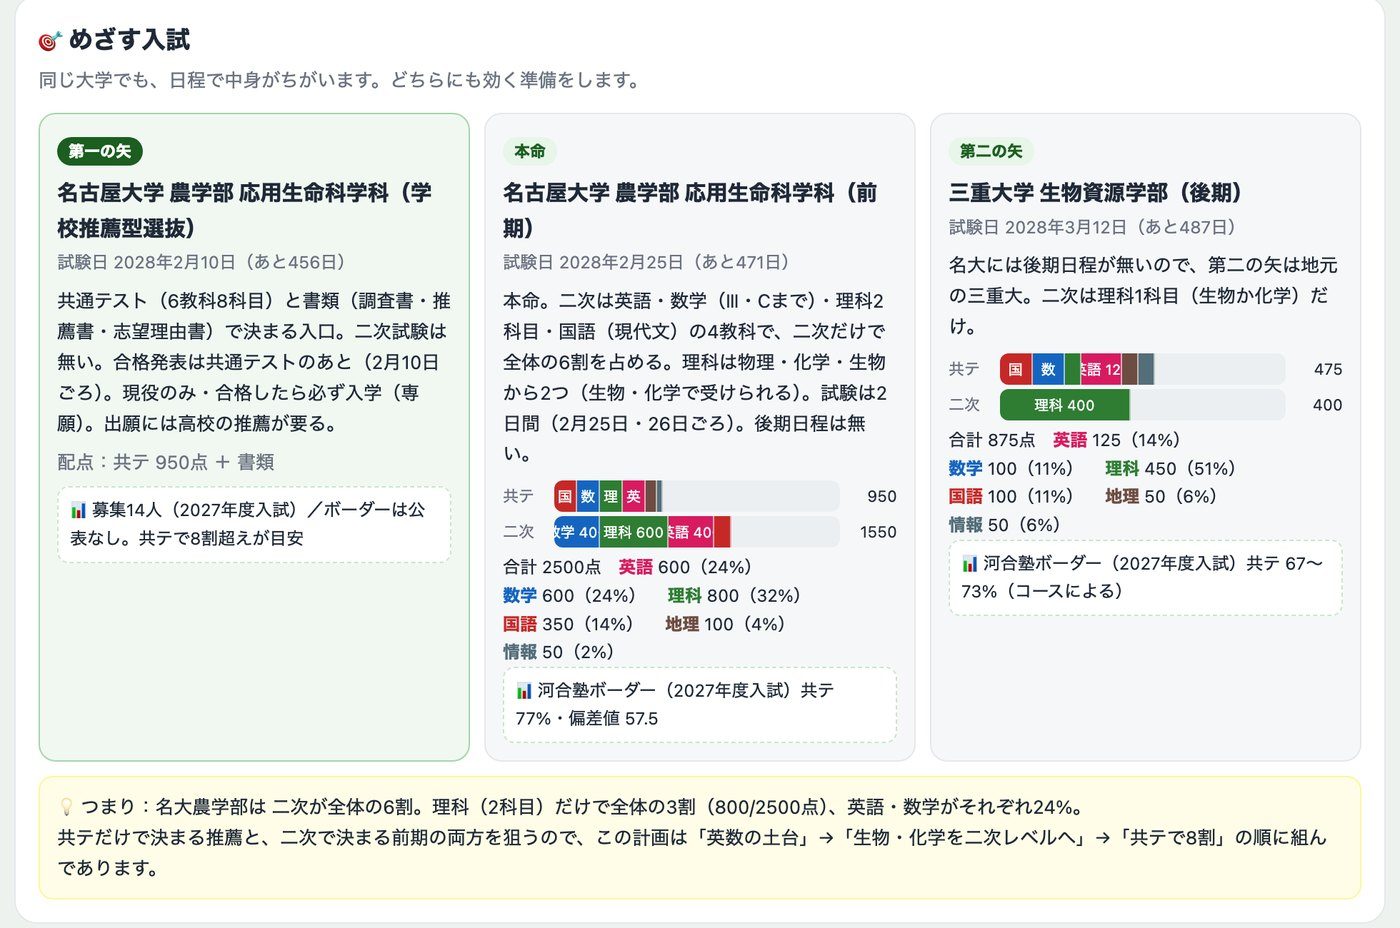 🎯 めざす入試
同じ大学でも、日程で中身がちがいます。どちらにも効く準備をします。
第一の矢
名古屋大学 農学部 応用生命科学科（学
校推薦型選抜）
試験日 2028年2月10日（あと456日）
共通テスト（6教科8科目）と書類（調査書・推
薦書・志望理由書）で決まる入口。二次試験は
無い。合格発表は共通テストのあと（2月10日
ごろ）。現役のみ・合格したら必ず入学（専
願）。出願には高校の推薦が要る。
配点：共テ 950点 ＋ 書類
📊 募集14人（2027年度入試）／ボーダーは公
表なし。共テで8割超えが目安
本命
名古屋大学 農学部 応用生命科学科（前
期）
試験日 2028年2月25日（あと471日）
本命。二次は英語・数学（Ⅲ・Cまで）・理科2
科目・国語（現代文）の4教科で、二次だけで
全体の6割を占める。理科は物理・化学・生物
から2つ（生物・化学で受けられる）。試験は2
日間（2月25日・26日ごろ）。後期日程は無
い。
共テ 国 数 理 英 950
二次 数学 40 理科 600 英語 40 1550
合計 2500点 英語 600（24%）
数学 600（24%） 理科 800（32%）
国語 350（14%） 地理 100（4%）
情報 50（2%）
📊 河合塾ボーダー（2027年度入試）共テ
77%・偏差値 57.5
第二の矢
三重大学 生物資源学部（後期）
試験日 2028年3月12日（あと487日）
名大には後期日程が無いので、第二の矢は地元
の三重大。二次は理科1科目（生物か化学）だ
け。
共テ 国 数 英語 12 475
二次 理科 400 400
合計 875点 英語 125（14%）
数学 100（11%） 理科 450（51%）
国語 100（11%） 地理 50（6%）
情報 50（6%）
📊 河合塾ボーダー（2027年度入試）共テ 67〜
73%（コースによる）
💡 つまり：名大農学部は 二次が全体の6割。理科（2科目）だけで全体の3割（800/2500点）、英語・数学がそれぞれ24%。
共テだけで決まる推薦と、二次で決まる前期の両方を狙うので、この計画は「英数の土台」→「生物・化学を二次レベルへ」→「共テで8割」の順に組ん
であります。